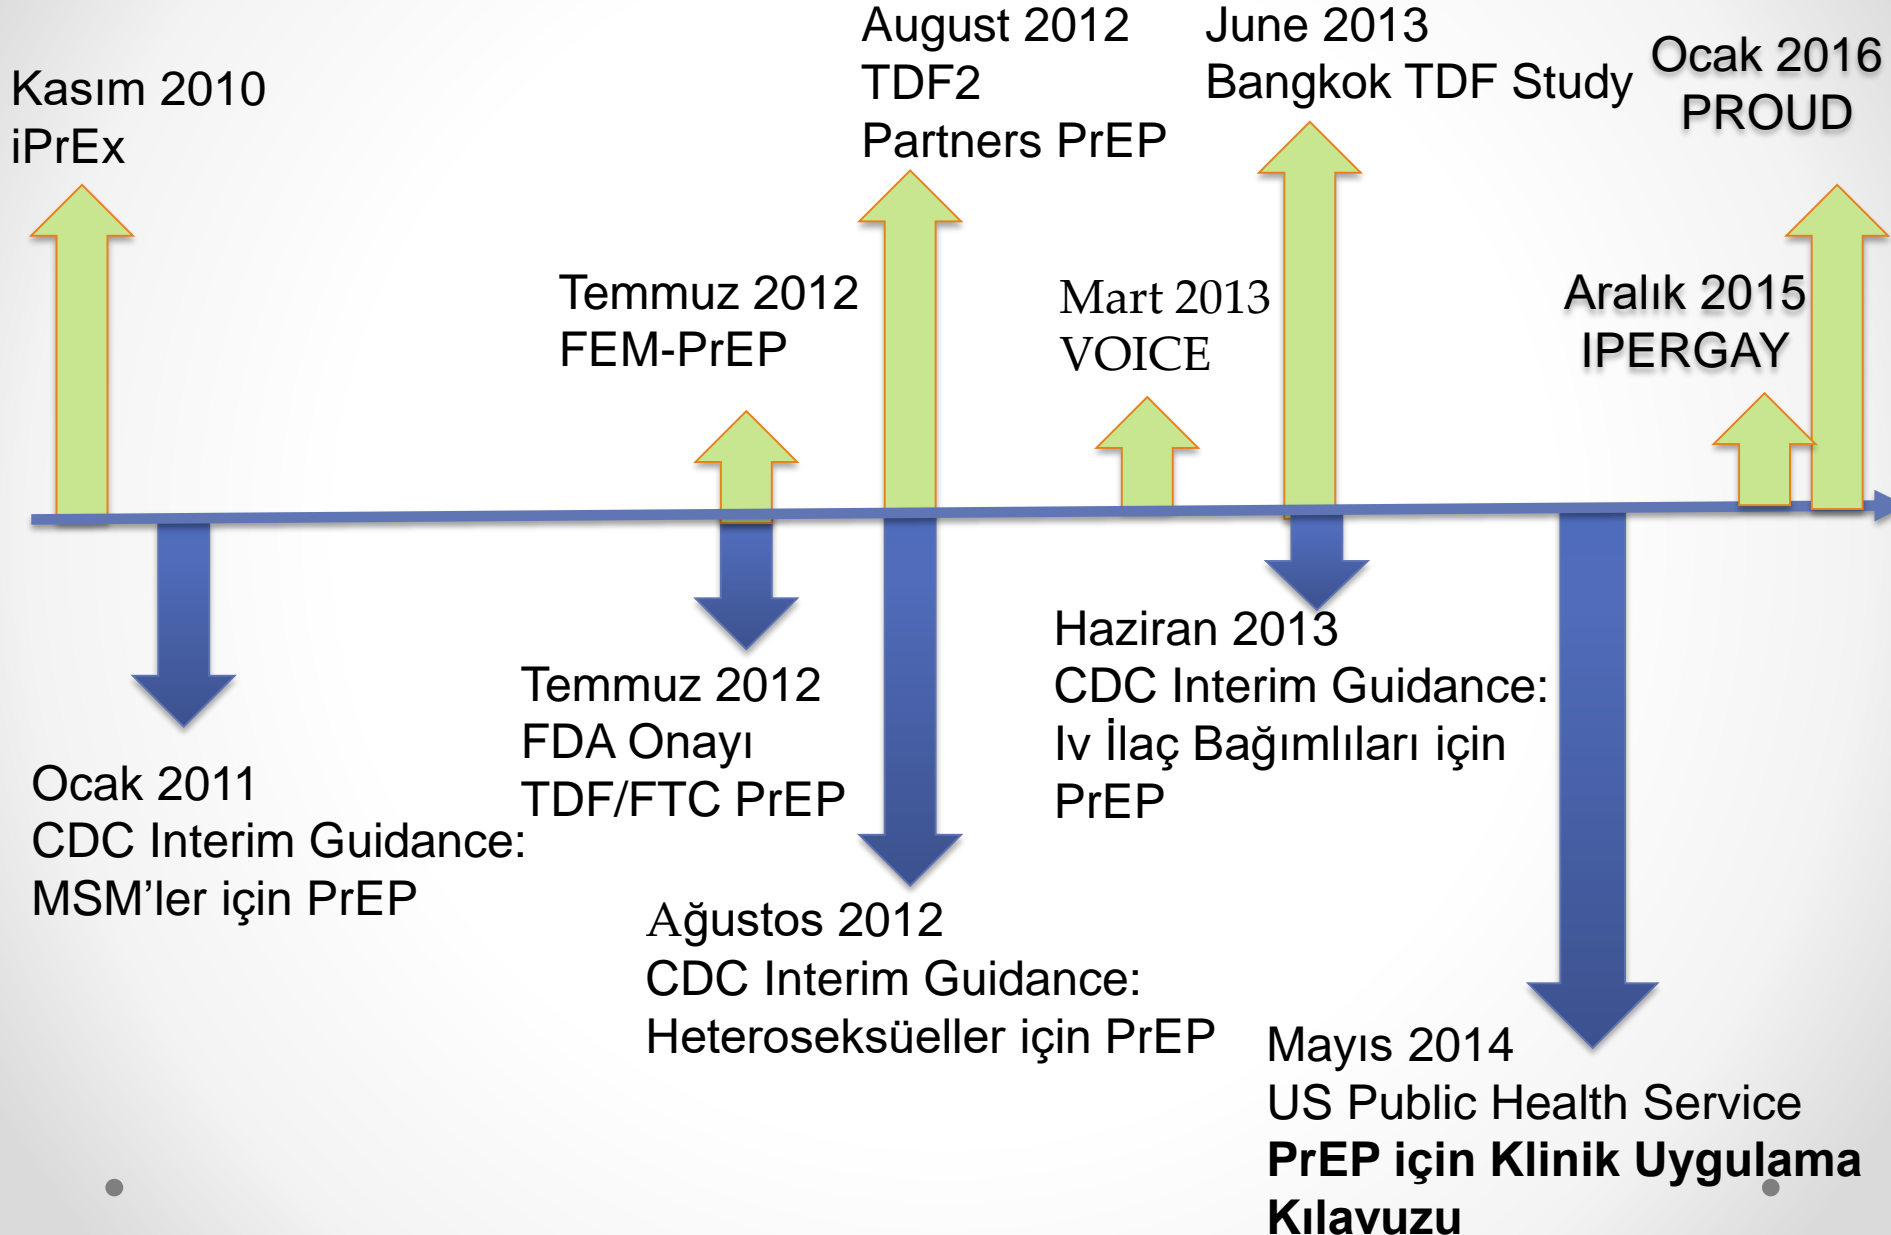 Kasım 2010
iPrEx
August 2012
TDF2
Partners PrEP
June 2013
Bangkok TDF Study
Ocak 2016
PROUD
Temmuz 2012
FEM-PrEP
Mart 2013
VOICE
Aralık 2015
IPERGAY
Ocak 2011
CDC Interim Guidance:
MSM’ler için PrEP
Temmuz 2012
FDA Onayı
TDF/FTC PrEP
Ağustos 2012
CDC Interim Guidance:
Heteroseksüeller için PrEP
Haziran 2013
CDC Interim Guidance:
Iv İlaç Bağımlıları için
PrEP
Mayıs 2014
US Public Health Service
PrEP için Klinik Uygulama
Kılavuzu